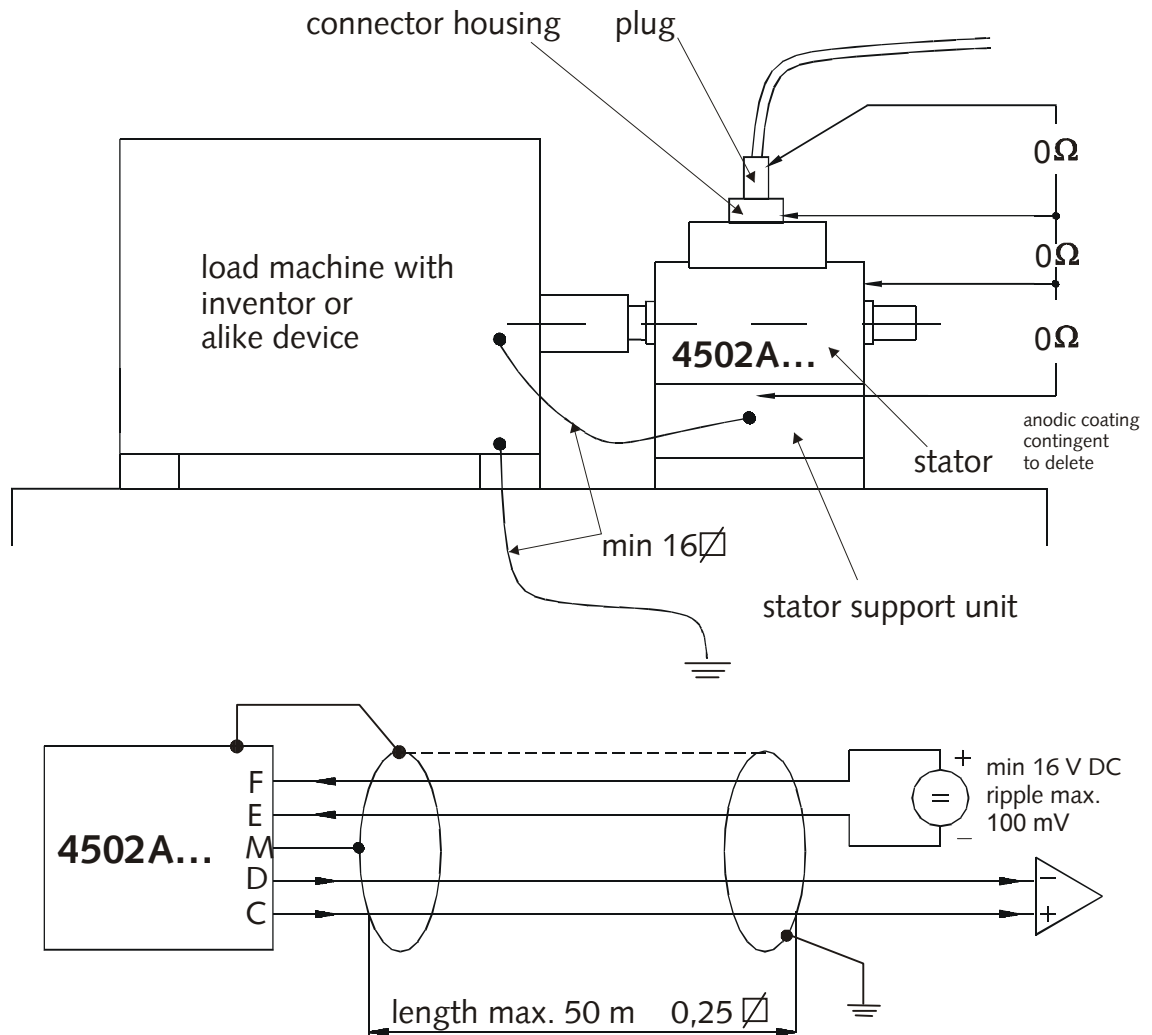 connector housing
plug
0Ω
0Ω
0Ω
load machine with
inventor or
alike device
4502A...
anodic coating
contingent
to delete
stator
min 16⍁
stator support unit
F
E
M
D
C
4502A...
+
=
−
min 16 V DC
ripple max.
100 mV
−
+
length max. 50 m 0,25 ⍁